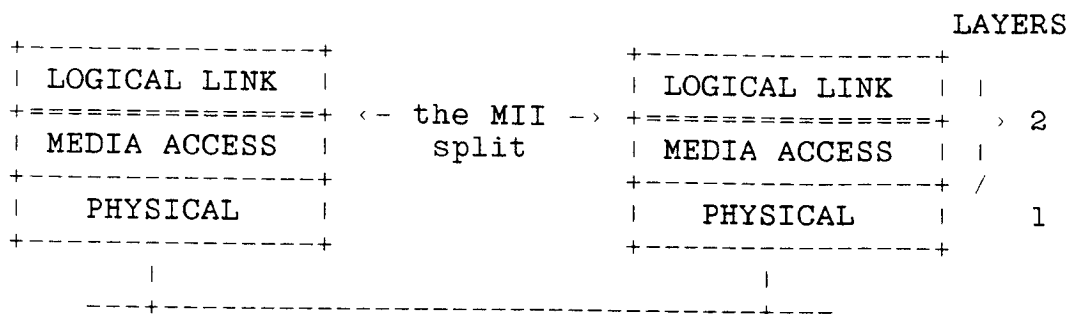 LAYERS
+---------------+ +---------------+
| LOGICAL LINK | | LOGICAL LINK | |
+===============+ <- the MII -> +===============+ > 2
| MEDIA ACCESS | split | MEDIA ACCESS | |
+---------------+ +---------------+ /
| PHYSICAL | | PHYSICAL | 1
+---------------+ +---------------+
| |
---+-------------------------------+---